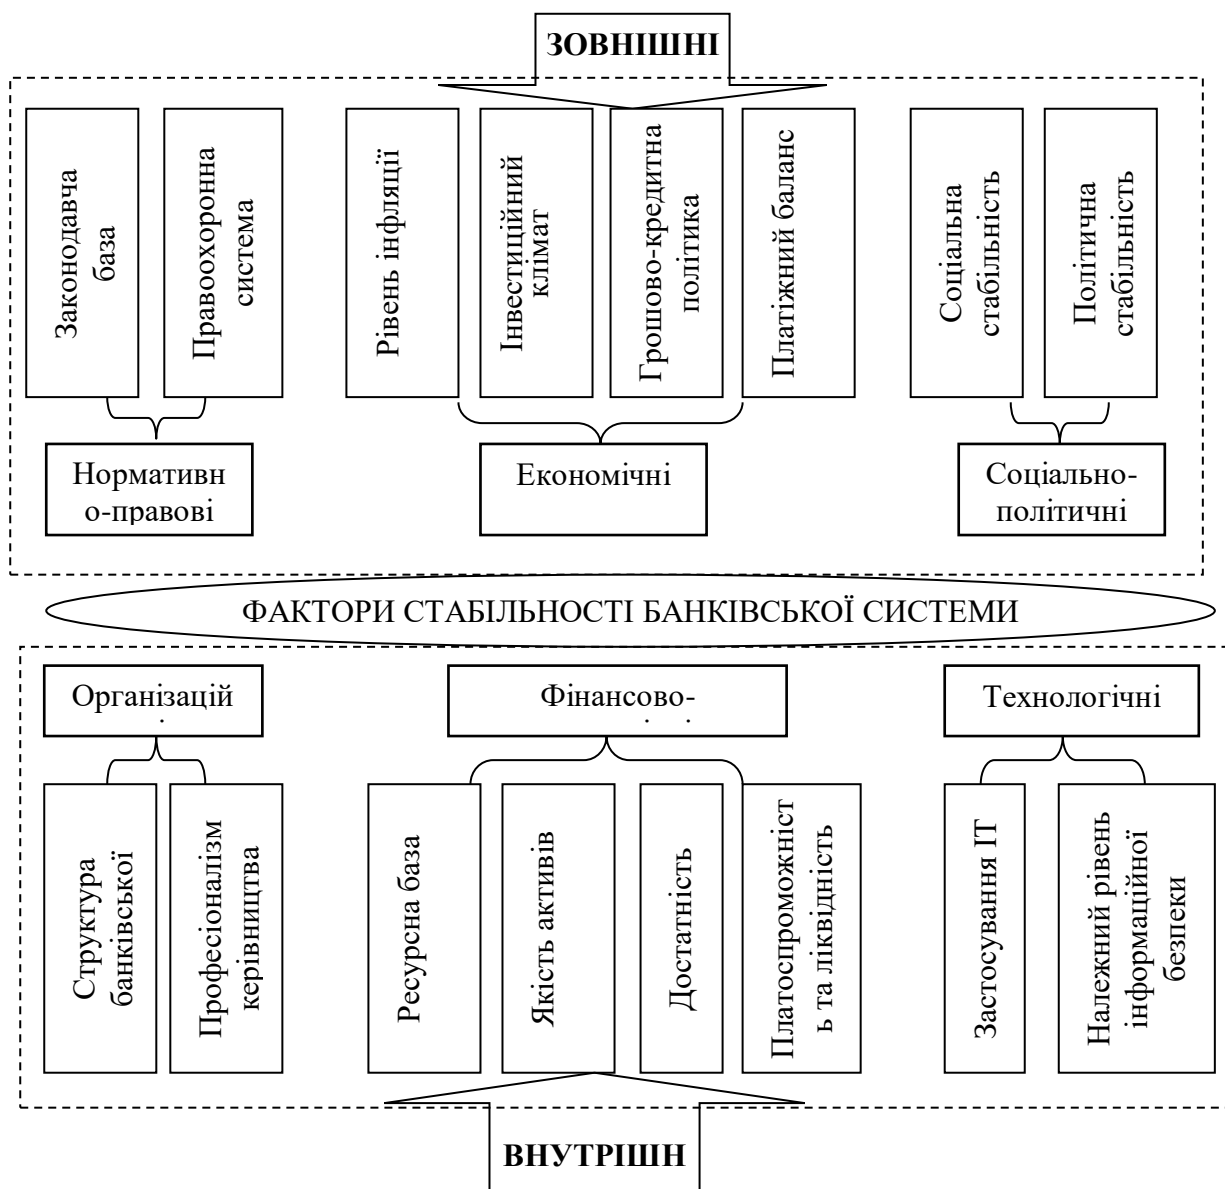 ЗОВНІШНІ
Законодавча
база
Правоохоронна
система
Рівень інфляції
Інвестиційний
клімат
Грошово-кредитна
політика
Платіжний баланс
Соціальна
стабільність
Політична
стабільність
Нормативн
о-правові
Економічні
Соціально-
політичні
ФАКТОРИ СТАБІЛЬНОСТІ БАНКІВСЬКОЇ СИСТЕМИ
Організацій
Фінансово-
Технологічні
Структура
банківської
Професіоналізм
керівництва
Ресурсна база
Якість активів
Достатність
Платоспроможніст
ь та ліквідність
Застосування ІТ
Належний рівень
інформаційної
безпеки
ВНУТРІШН